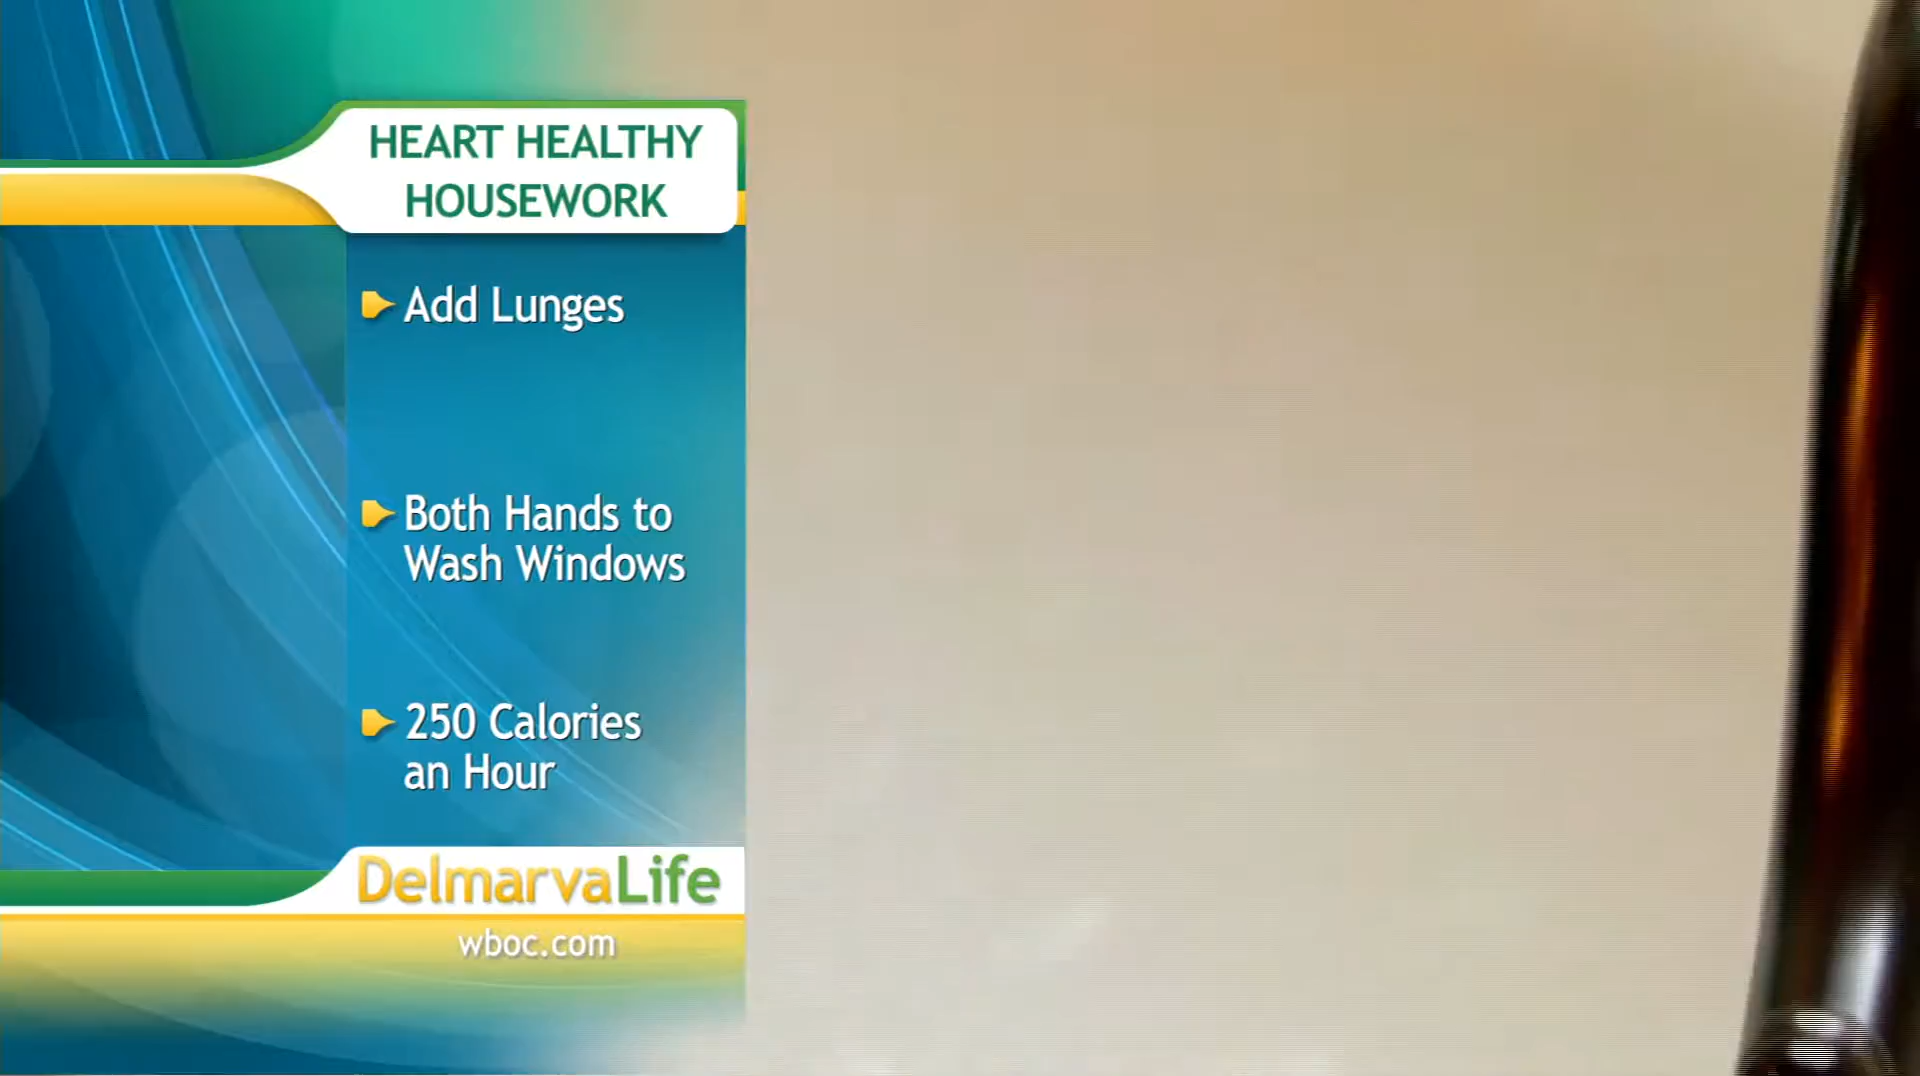 HEART HEALTHY
HOUSEWORK
Add Lunges
Both Hands to
Wash Windows
250 Calories
an Hour
DelmarvaLife
wboc.com